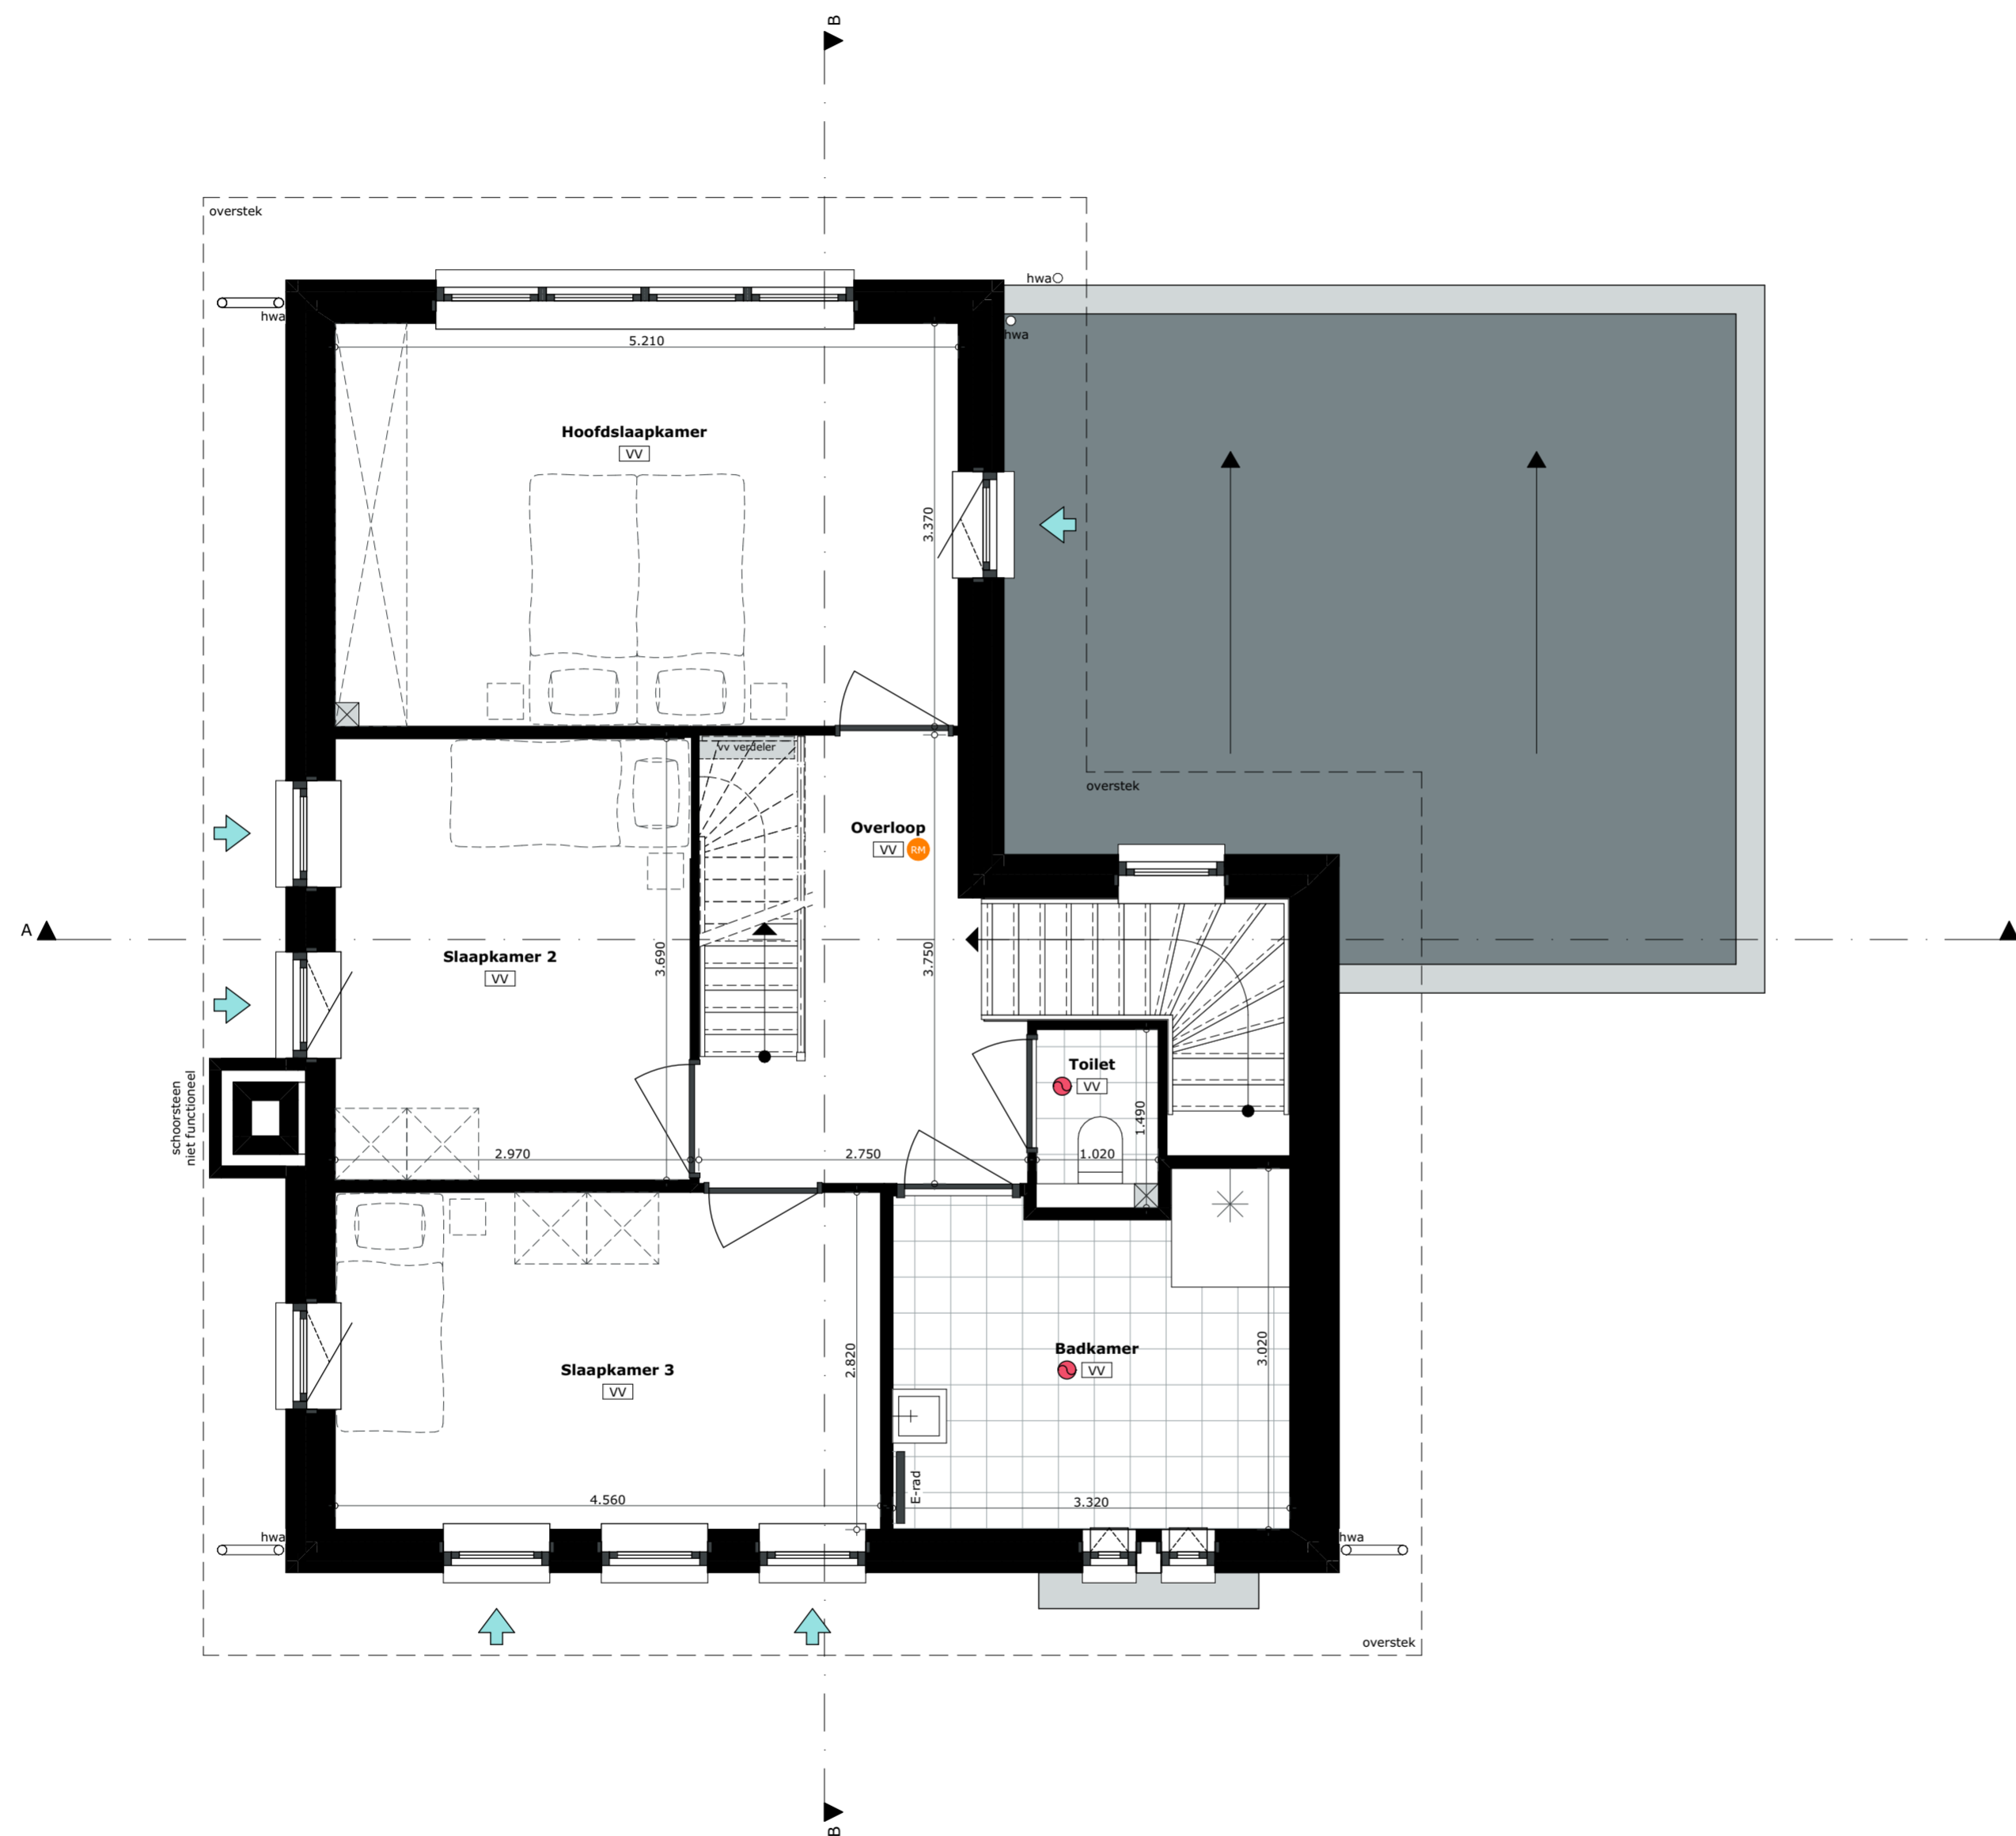 B
overstek
hwa
hwa
hwa
5.210
Hoofdslaapkamer
VV
3.370
vv verdeler
overstek
Overloop
VV
RM
A
Slaapkamer 2
VV
3.690
3.750
schoorsteen
niet functioneel
Toilet
VV
1.490
2.970
2.750
1.020
Slaapkamer 3
VV
2.820
Badkamer
VV
3.020
E-rad
4.560
3.320
hwa
hwa
overstek
B